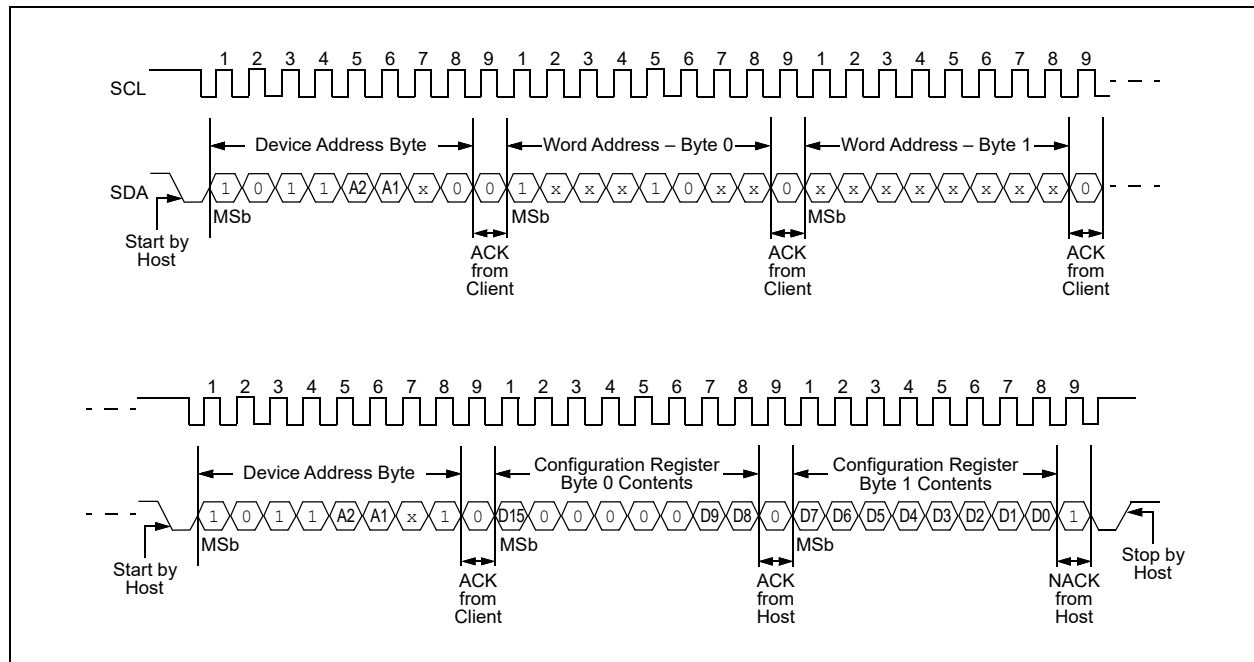 1 2 3 4 5 6 7 8 9 1 2 3 4 5 6 7 8 9 1 2 3 4 5 6 7 8 9
SCL
Device Address Byte Word Address – Byte 0 Word Address – Byte 1
SDA 1 0 1 1 A2 A1 x 0 0 1 x x x 1 0 x x 0 x x x x x x x x 0
MSb MSb MSb
Start by
Host
ACK
from
Client
ACK
from
Client
ACK
from
Client
1 2 3 4 5 6 7 8 9 1 2 3 4 5 6 7 8 9 1 2 3 4 5 6 7 8 9
Device Address Byte
Configuration Register
Byte 0 Contents
Configuration Register
Byte 1 Contents
1 0 1 1 A2 A1 x 1 0 D15 0 0 0 0 0 D9 D8 0 D7 D6 D5 D4 D3 D2 D1 D0 1
MSb MSb MSb
Start by
Host
ACK
from
Client
ACK
from
Host
NACK
from
Host
Stop by
Host